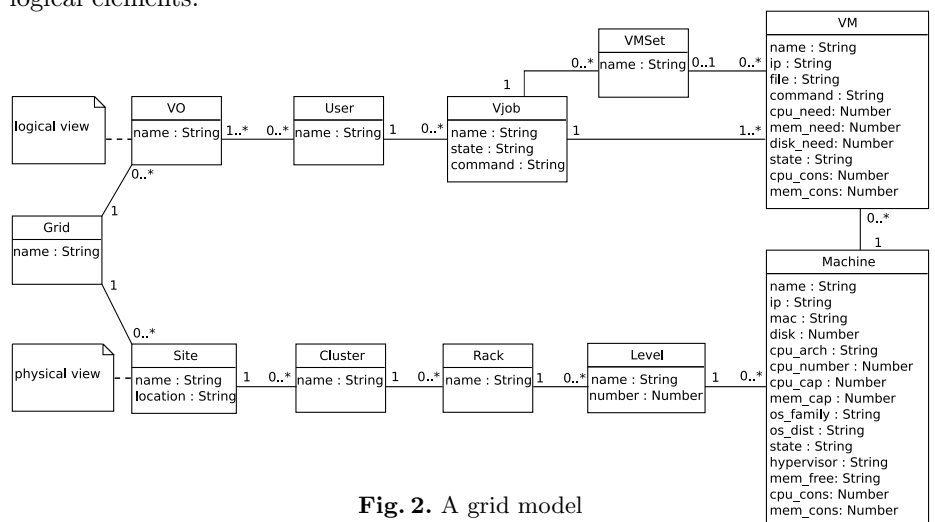 logical elements.
VM
name : String
ip : String
file : String
command : String
cpu_need: Number
mem_need: Number
disk_need: Number
state : String
cpu_cons: Number
mem_cons: Number
VMSet
name : String
0..*
0..1
0..*
1
logical view
VO
name : String
1..*
0..*
User
name : String
1
0..*
Vjob
name : String
state : String
command : String
1
1..*
0..*
1
Grid
name : String
1
0..*
0..*
1
Machine
name : String
ip : String
mac : String
disk : Number
cpu_arch : String
cpu_number : Number
cpu_cap : Number
mem_cap : Number
os_family : String
os_dist : String
state : String
hypervisor : String
mem_free: String
cpu_cons: Number
mem_cons: Number
physical view
Site
name : String
location : String
1
0..*
Cluster
name : String
1
0..*
Rack
name : String
1
0..*
Level
name : String
number : Number
1
0..*
Fig. 2. A grid model